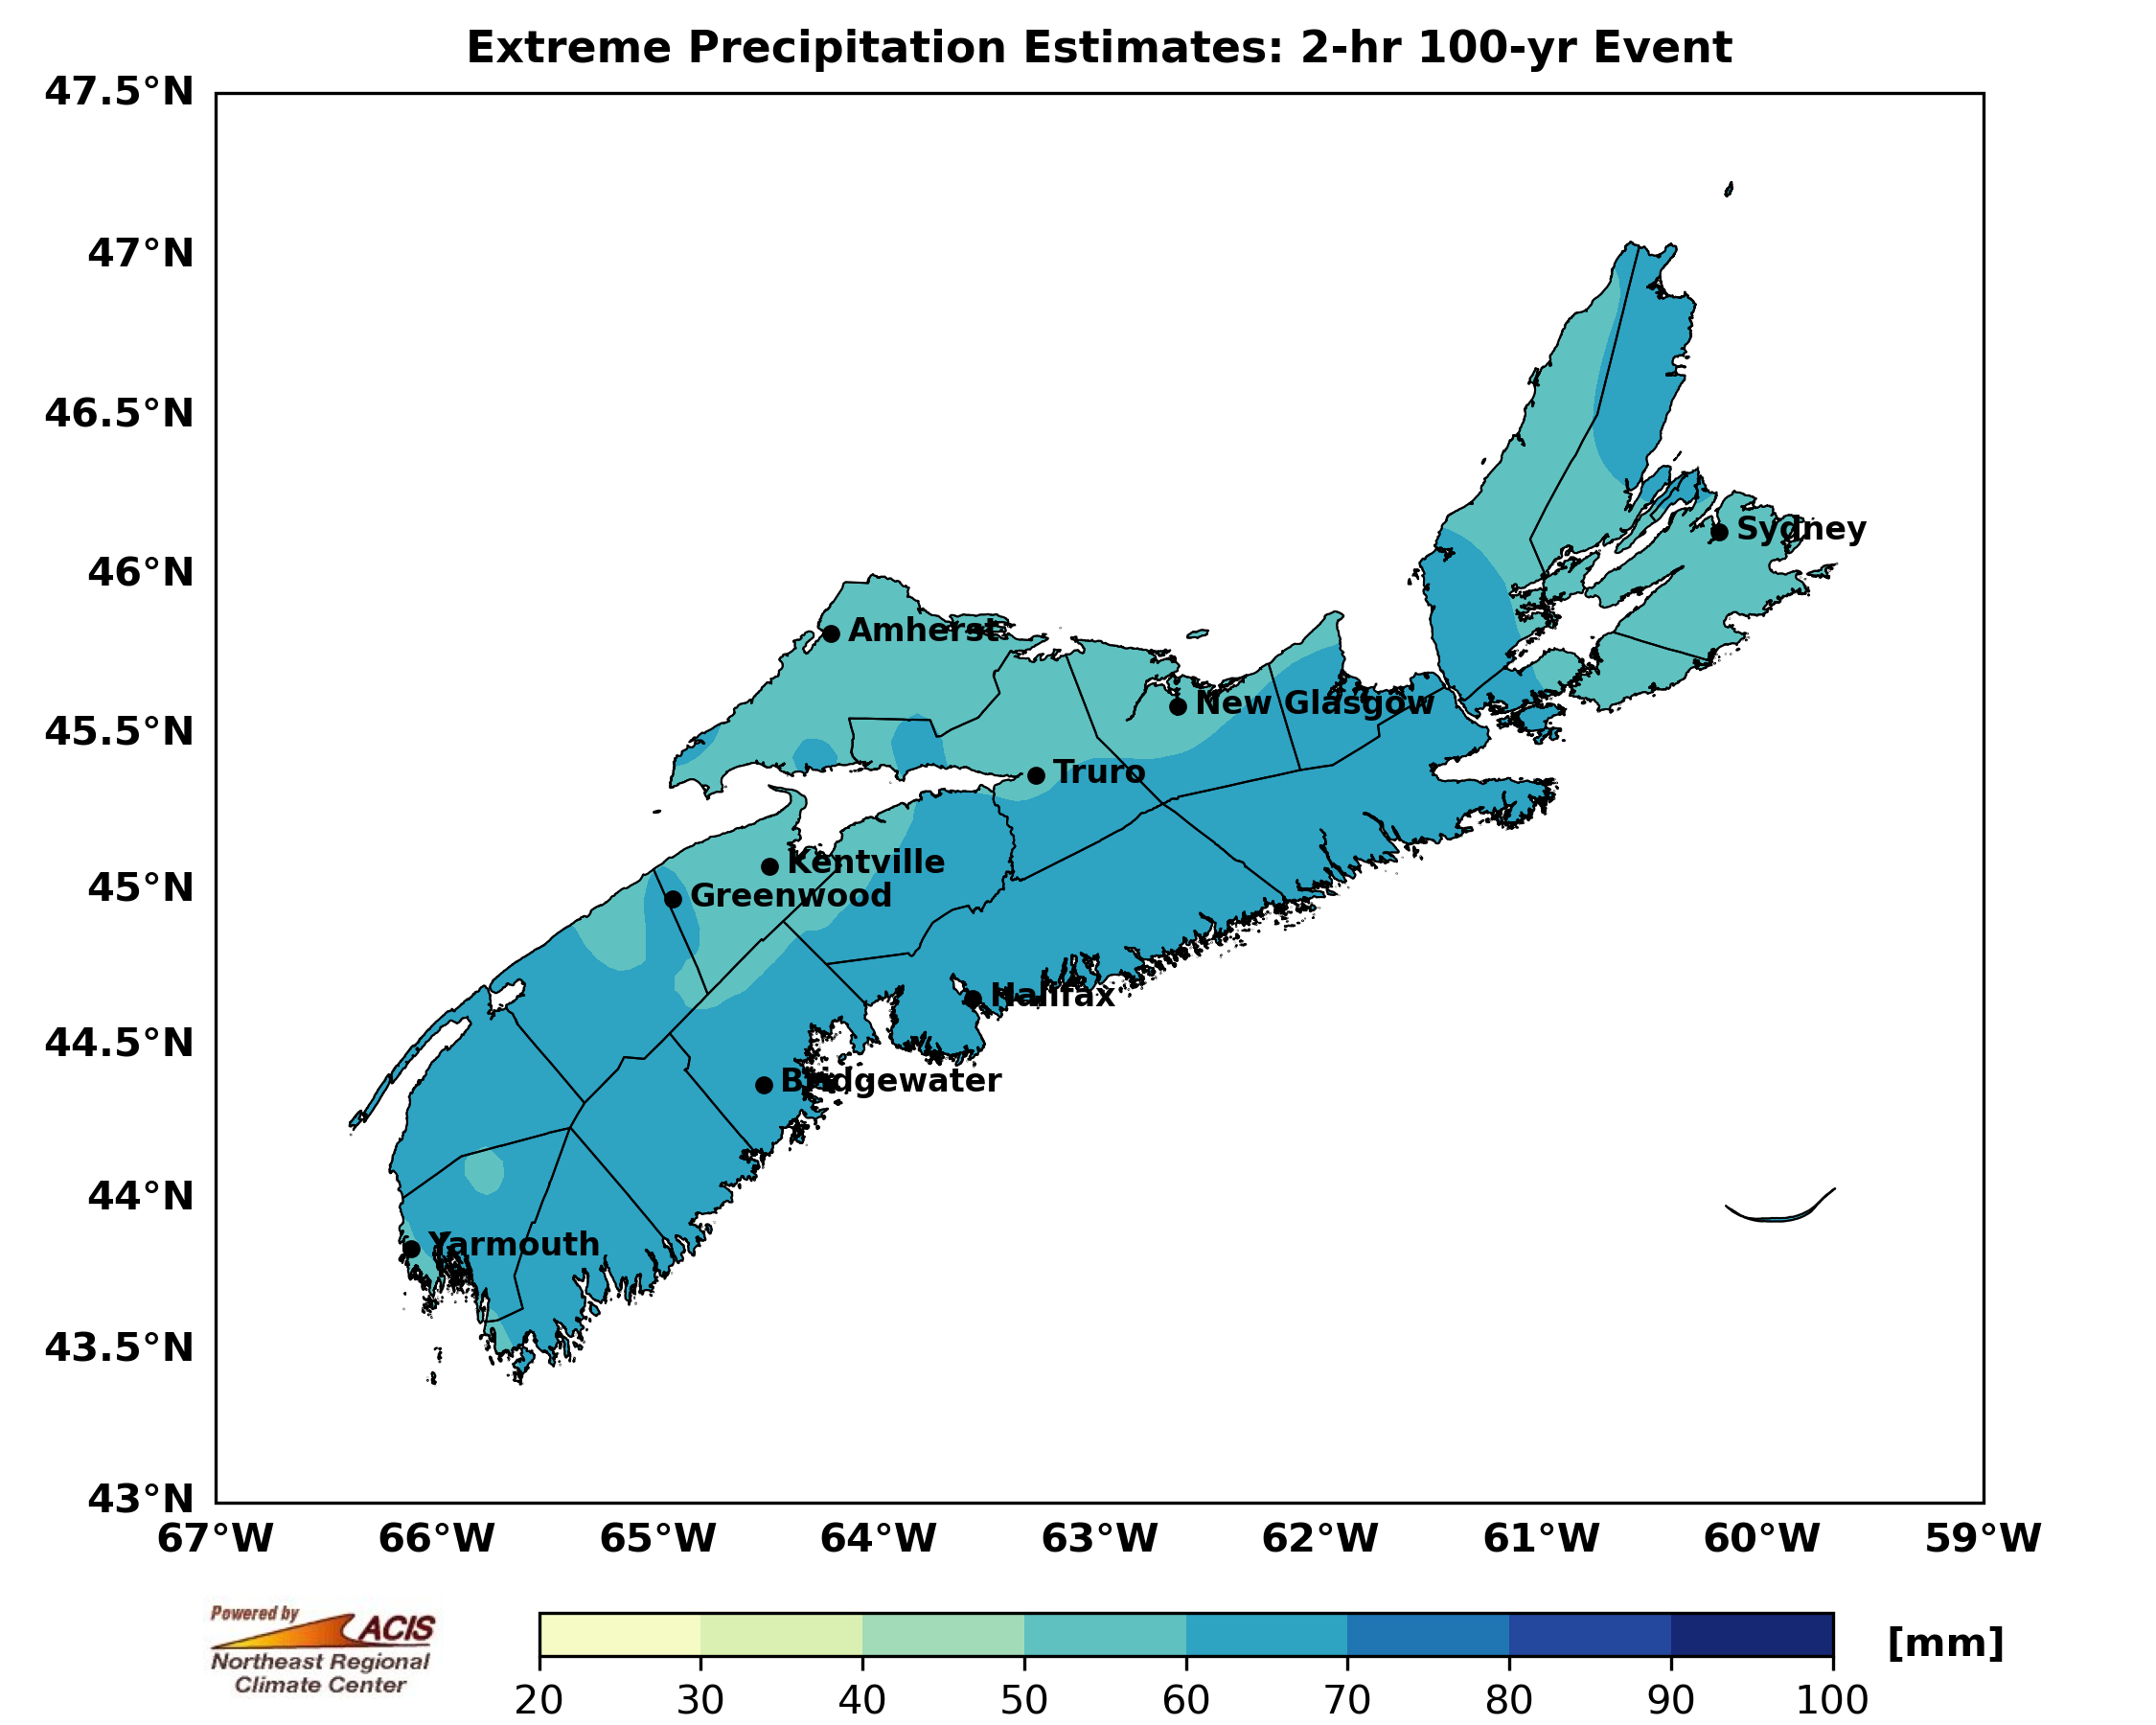 Extreme Precipitation Estimates: 2-hr 100-yr Event
47.5°N
47°N
46.5°N
46°N
45.5°N
45°N
44.5°N
44°N
43.5°N
43°N
Sydney
Amherst
New Glasgow
Truro
Kentville
Greenwood
Halifax
Bridgewater
Yarmouth
67°W 66°W 65°W 64°W 63°W 62°W 61°W 60°W 59°W
Powered by
ACIS
Northeast Regional
Climate Center
[mm]
20 30 40 50 60 70 80 90 100